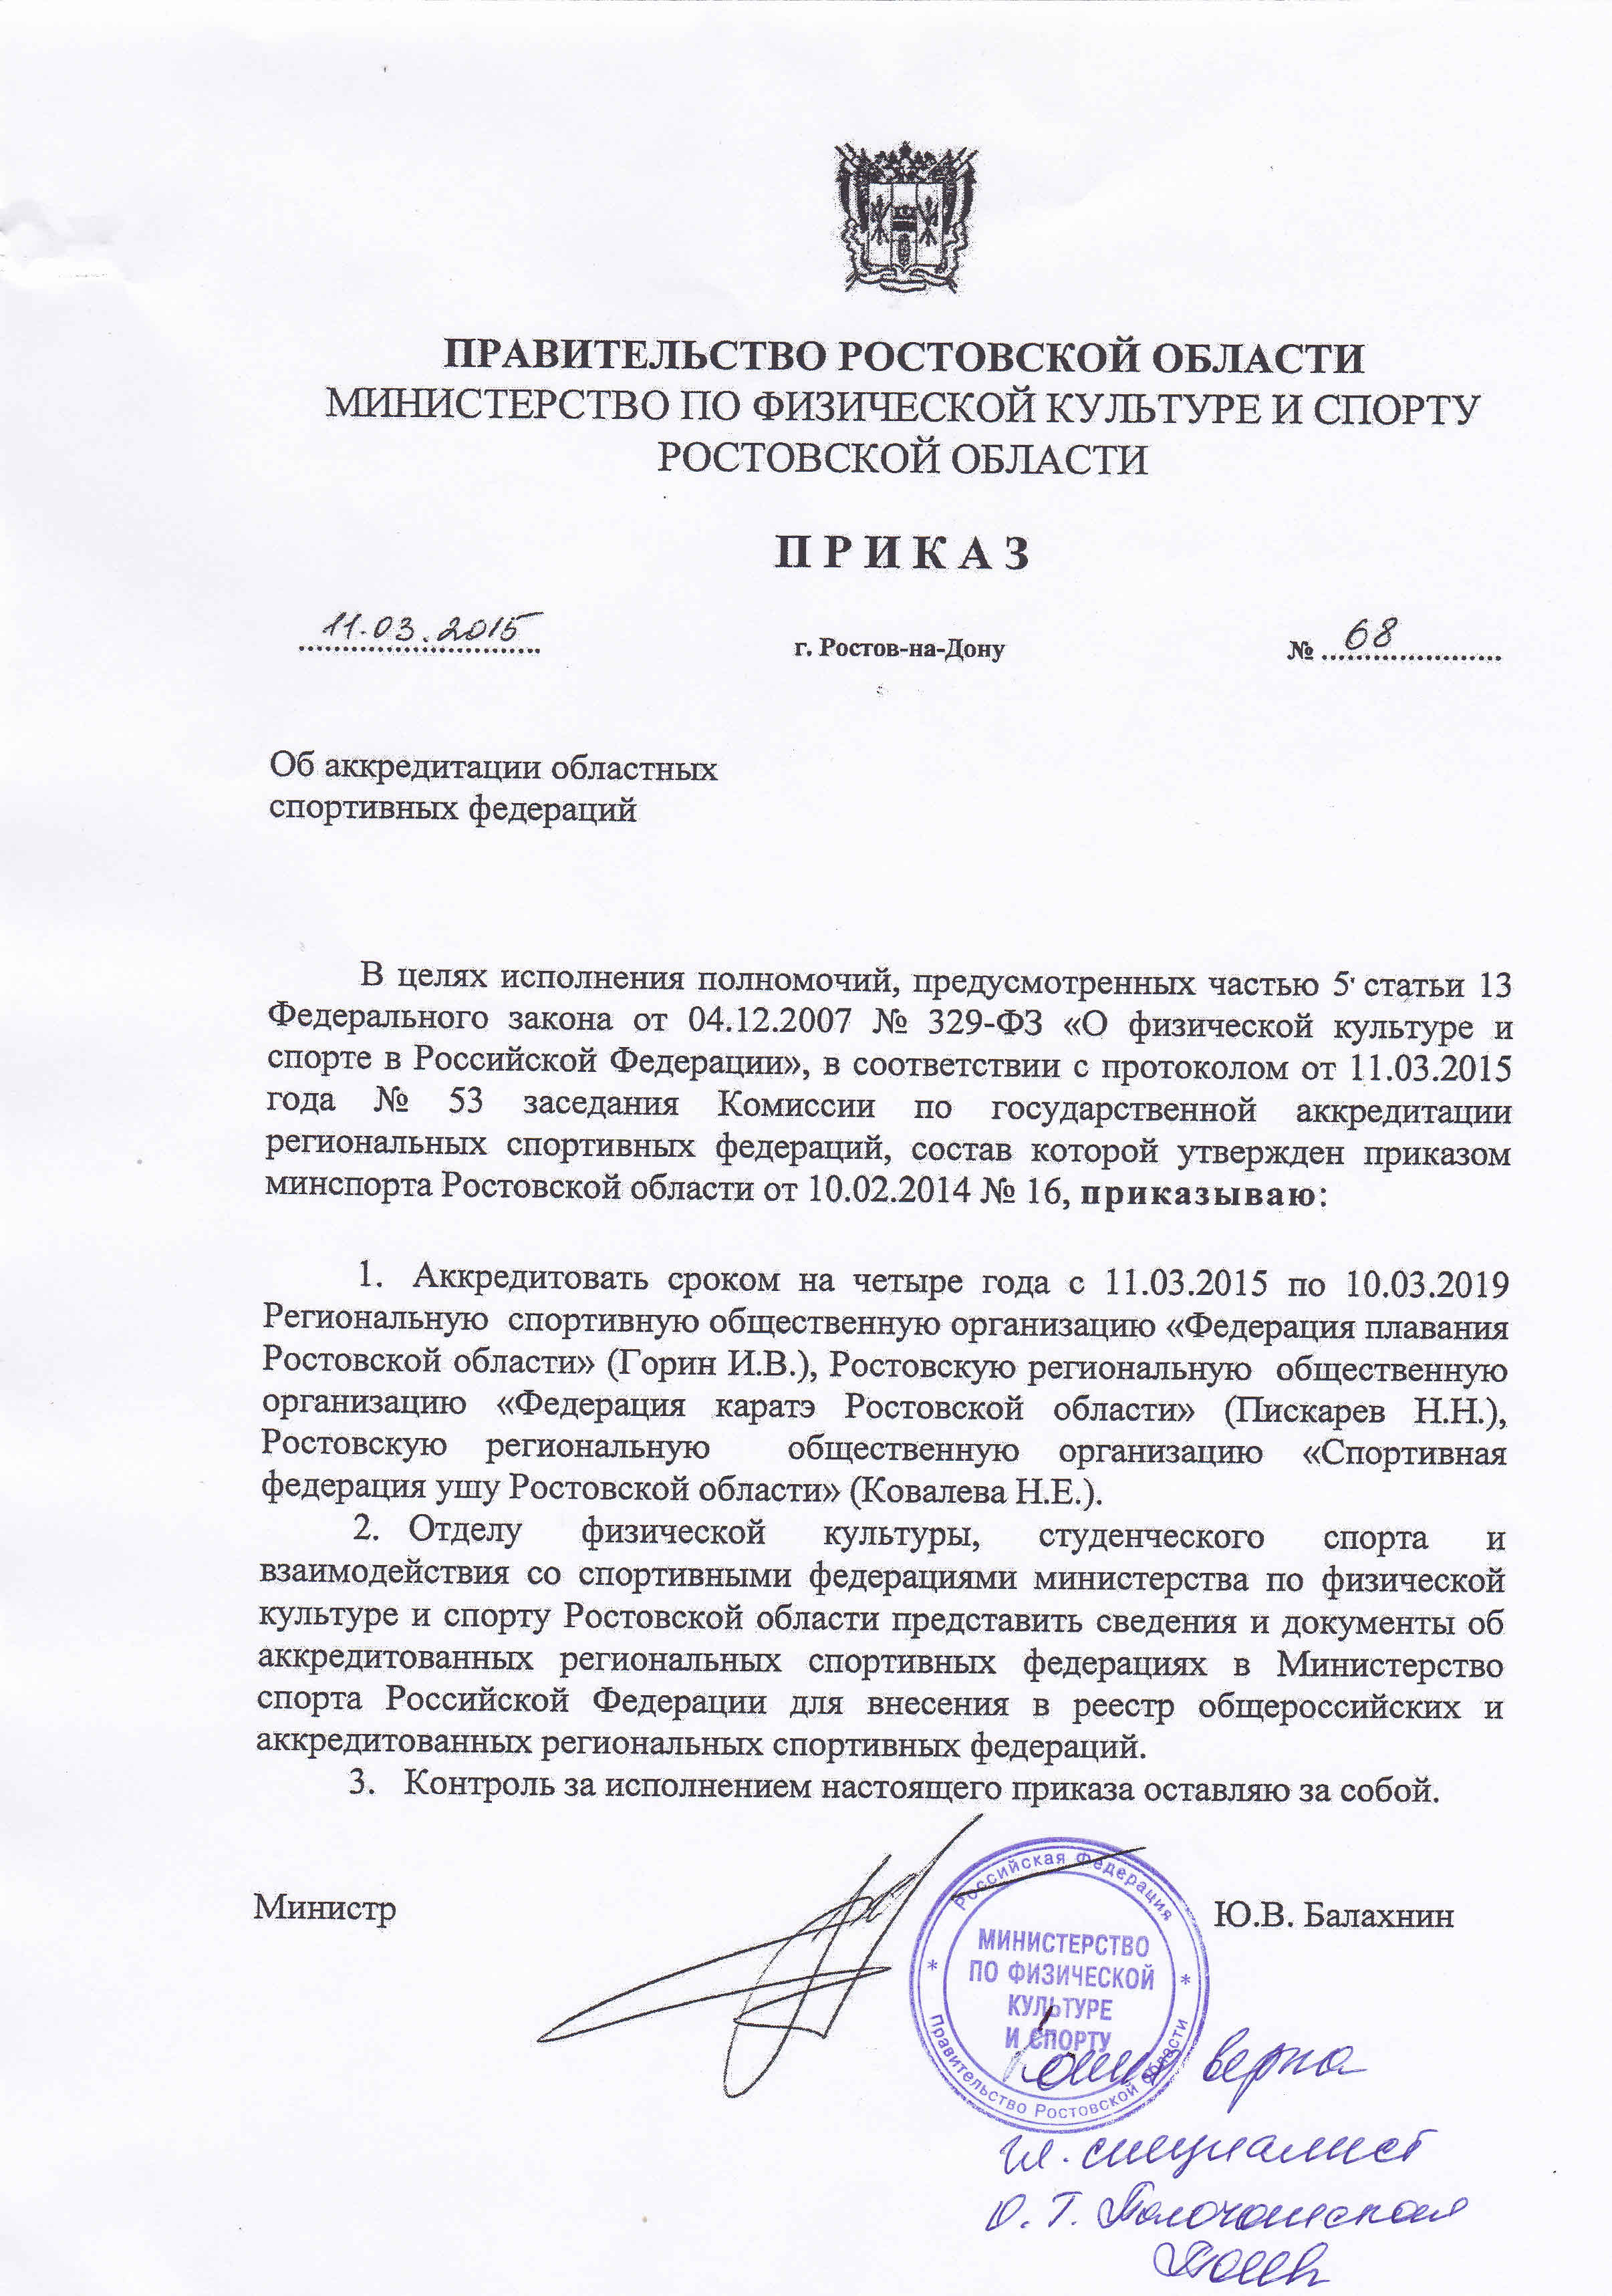 ПРАВИТЕЛЬСТВО РОСТОВСКОЙ ОБЛАСТИ
МИНИСТЕРСТВО ПО ФИЗИЧЕСКОЙ КУЛЬТУРЕ И СПОРТУ
РОСТОВСКОЙ ОБЛАСТИ
П Р И К А З
11.03.2015 г. Ростов-на-Дону № 68
Об аккредитации областных
спортивных федераций
В целях исполнения полномочий, предусмотренных частью 5 статьи 13
Федерального закона от 04.12.2007 № 329-ФЗ «О физической культуре и
спорте в Российской Федерации», в соответствии с протоколом от 11.03.2015
года № 53 заседания Комиссии по государственной аккредитации
региональных спортивных федераций, состав которой утвержден приказом
минспорта Ростовской области от 10.02.2014 № 16, приказываю:
1. Аккредитовать сроком на четыре года с 11.03.2015 по 10.03.2019
Региональную спортивную общественную организацию «Федерация плавания
Ростовской области» (Горин И.В.), Ростовскую региональную общественную
организацию «Федерация каратэ Ростовской области» (Пискарев Н.Н.),
Ростовскую региональную общественную организацию «Спортивная
федерация ушу Ростовской области» (Ковалева Н.Е.).
2. Отделу физической культуры, студенческого спорта и
взаимодействия со спортивными федерациями министерства по физической
культуре и спорту Ростовской области представить сведения и документы об
аккредитованных региональных спортивных федерациях в Министерство
спорта Российской Федерации для внесения в реестр общероссийских и
аккредитованных региональных спортивных федераций.
3. Контроль за исполнением настоящего приказа оставляю за собой.
Министр Ю.В. Балахнин
Российская Федерация
МИНИСТЕРСТВО
ПО ФИЗИЧЕСКОЙ
КУЛЬТУРЕ
И СПОРТУ
Правительство Ростовской области
Копия верна
гл. специалист
О. Т.